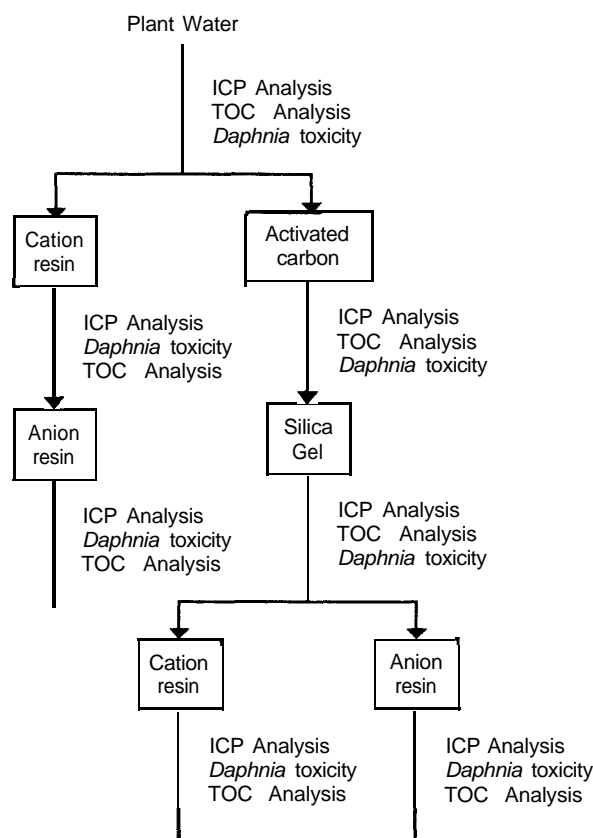 Plant Water
ICP Analysis
TOC Analysis
Daphnia toxicity
Cation
resin
Activated
carbon
ICP Analysis
Daphnia toxicity
TOC Analysis
ICP Analysis
TOC Analysis
Daphnia toxicity
Anion
resin
Silica
Gel
ICP Analysis
Daphnia toxicity
TOC Analysis
ICP Analysis
TOC Analysis
Daphnia toxicity
Cation
resin
Anion
resin
ICP Analysis
Daphnia toxicity
TOC Analysis
ICP Analysis
Daphnia toxicity
TOC Analysis